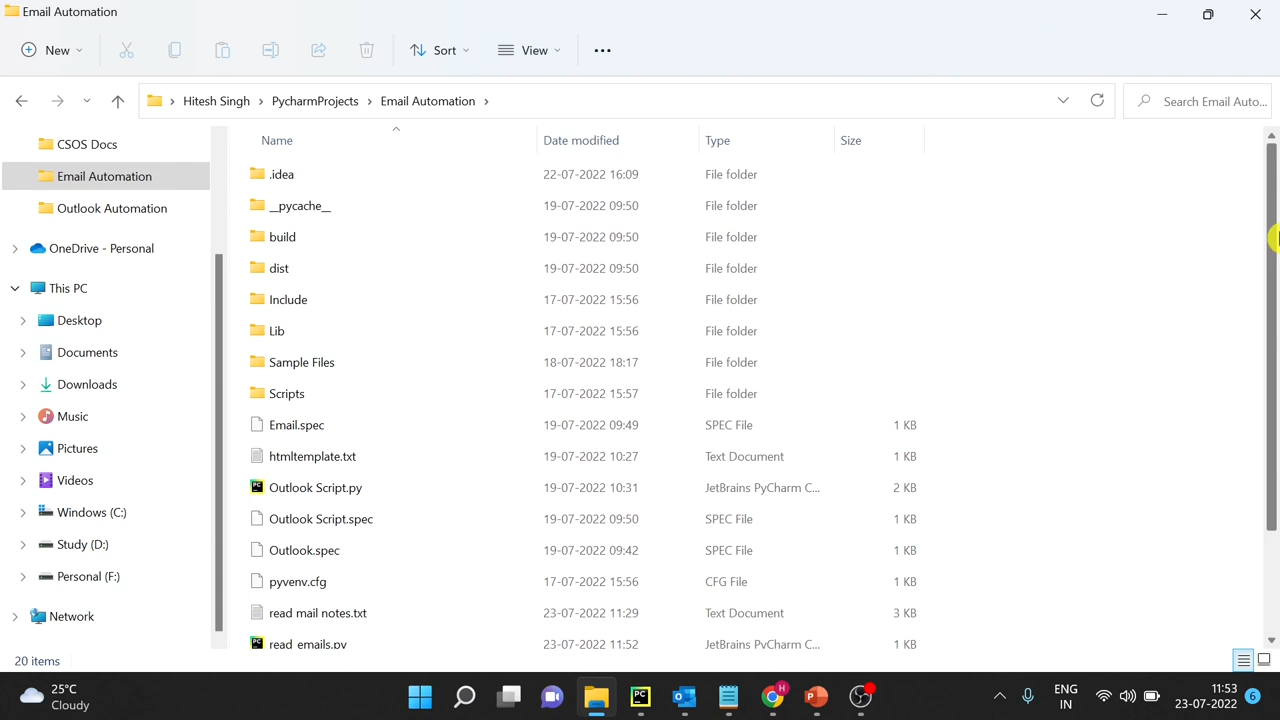 Email Automation
New
Sort
View
Hitesh Singh
PycharmProjects
Email Automation
Search Email Auto...
CSOS Docs
Email Automation
Outlook Automation
OneDrive - Personal
This PC
Desktop
Documents
Downloads
Music
Pictures
Videos
Windows (C:)
Study (D:)
Personal (F:)
Network
Name Date modified Type Size
.idea 22-07-2022 16:09 File folder
__pycache__ 19-07-2022 09:50 File folder
build 19-07-2022 09:50 File folder
dist 19-07-2022 09:50 File folder
Include 17-07-2022 15:56 File folder
Lib 17-07-2022 15:56 File folder
Sample Files 18-07-2022 18:17 File folder
Scripts 17-07-2022 15:57 File folder
Email.spec 19-07-2022 09:49 SPEC File 1 KB
htmltemplate.txt 19-07-2022 10:27 Text Document 1 KB
Outlook Script.py 19-07-2022 10:31 JetBrains PyCharm C... 2 KB
Outlook Script.spec 19-07-2022 09:50 SPEC File 1 KB
Outlook.spec 19-07-2022 09:42 SPEC File 1 KB
pyvenv.cfg 17-07-2022 15:56 CFG File 1 KB
read mail notes.txt 23-07-2022 11:29 Text Document 3 KB
read_emails.py 23-07-2022 11:52 JetBrains PyCharm C... 1 KB
20 items
25°C
Cloudy
PC
H
ENG
IN
11:53
23-07-2022
6